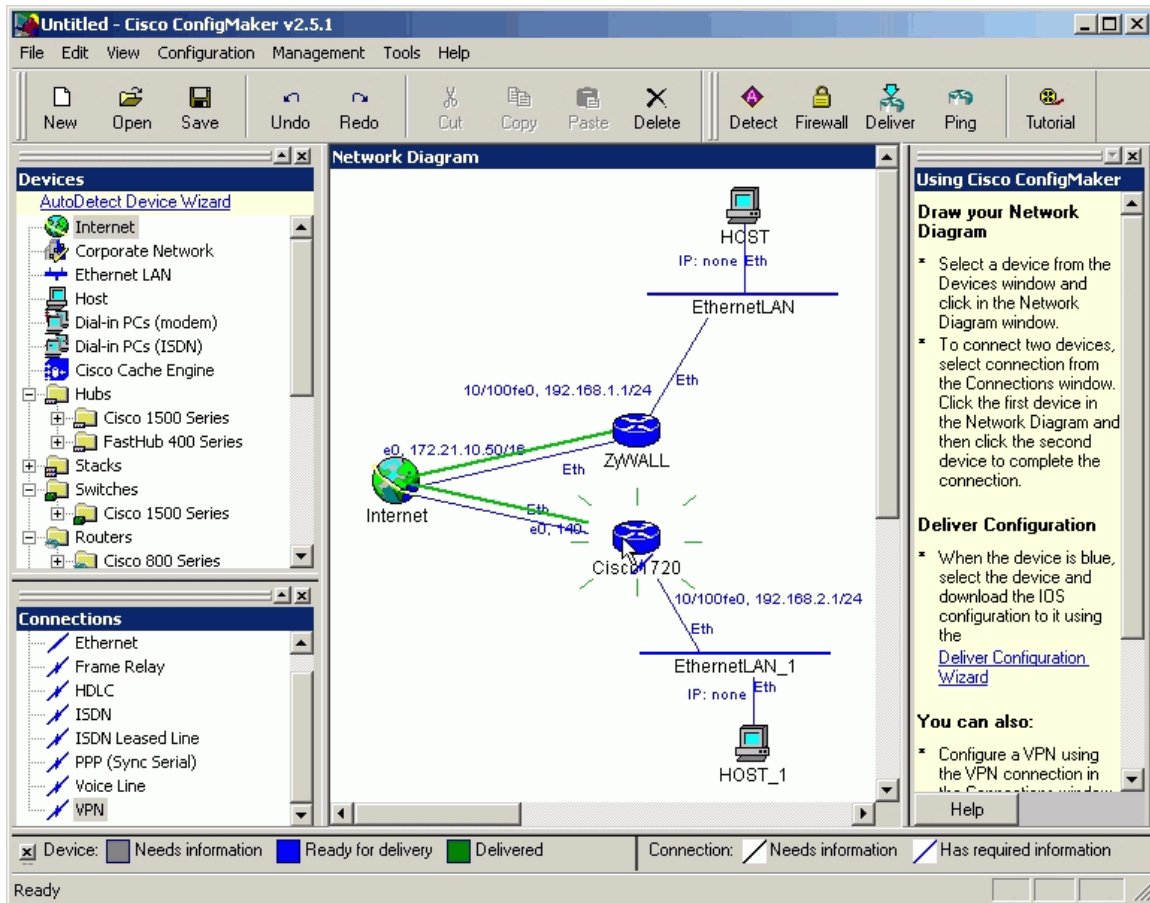 Untitled - Cisco ConfigMaker v2.5.1
File Edit View Configuration Management Tools Help
New Open Save Undo Redo Cut Copy Paste Delete Detect Firewall Deliver Ping Tutorial
Devices
AutoDetect Device Wizard
Internet
Corporate Network
Ethernet LAN
Host
Dial-in PCs (modem)
Dial-in PCs (ISDN)
Cisco Cache Engine
Hubs
Cisco 1500 Series
FastHub 400 Series
Stacks
Switches
Cisco 1500 Series
Routers
Cisco 800 Series
Connections
Ethernet
Frame Relay
HDLC
ISDN
ISDN Leased Line
PPP (Sync Serial)
Voice Line
VPN
Network Diagram
HOST
IP: none Eth
EthernetLAN
Eth
10/100fe0, 192.168.1.1/24
ZyWALL
e0, 172.21.10.50/16
Eth
Internet
Eth
e0, 140
Cisco1720
10/100fe0, 192.168.2.1/24
Eth
EthernetLAN_1
IP: none Eth
HOST_1
Using Cisco ConfigMaker
Draw your Network
Diagram
* Select a device from the
Devices window and
click in the Network
Diagram window.
* To connect two devices,
select connection from
the Connections window.
Click the first device in
the Network Diagram and
then click the second
device to complete the
connection.
Deliver Configuration
* When the device is blue,
select the device and
download the IOS
configuration to it using
the
Deliver Configuration
Wizard
You can also:
* Configure a VPN using
the VPN connection in
the Connections window
Help
Device: Needs information Ready for delivery Delivered Connection: Needs information Has required information
Ready